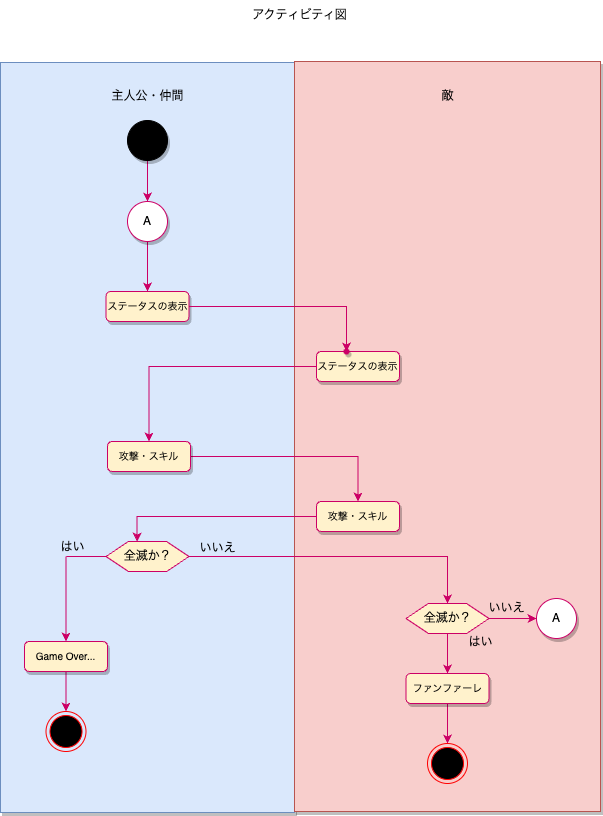 アクティビティ図
主人公・仲間
敵
A
ステータスの表示
ステータスの表示
攻撃・スキル
攻撃・スキル
全滅か？
はい
いいえ
全滅か？
いいえ
A
はい
Game Over...
ファンファーレ